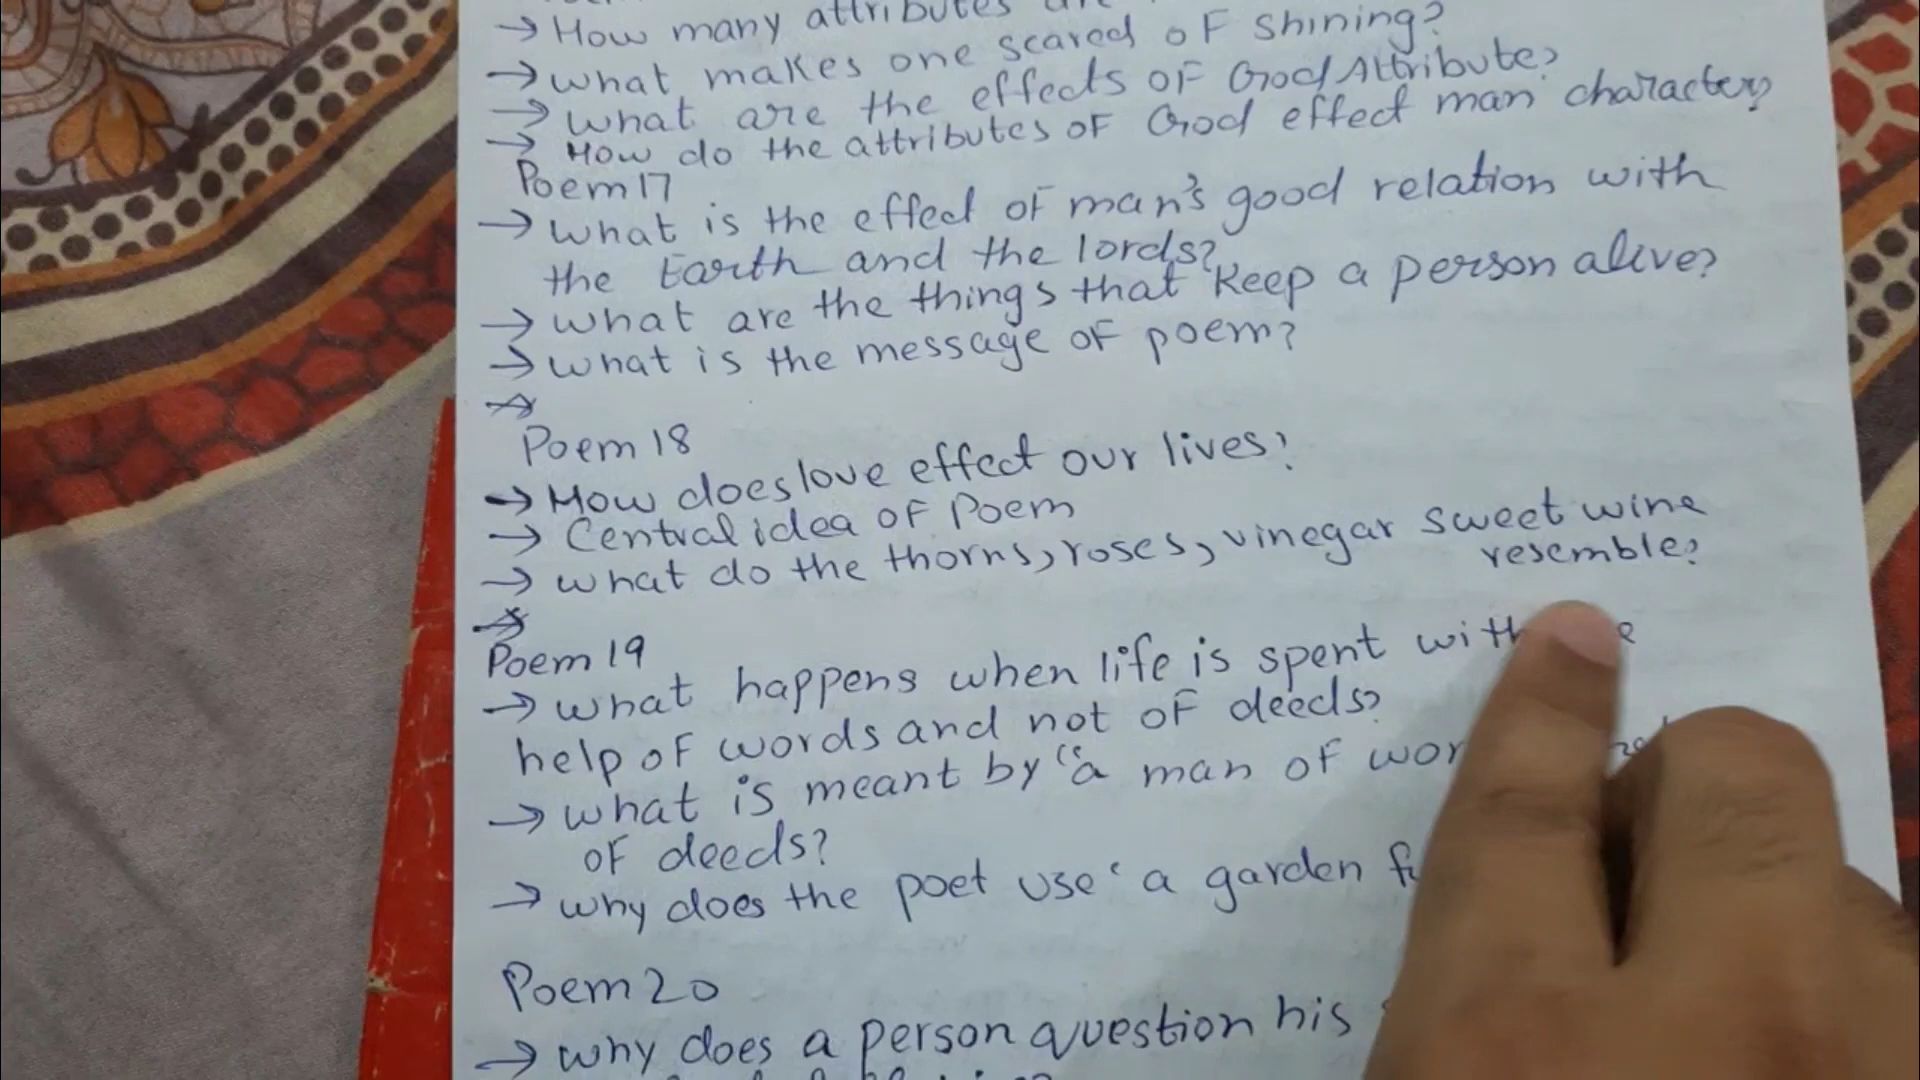 → How many attributes
→ what makes one scared of shining?
→ what are the effects of God Attribute?
→ How do the attributes of God effect man character?
Poem 17
→ what is the effect of man's good relation with
the Earth and the lords?
→ what are the things that keep a person alive?
→ what is the message of poem?
Poem 18
→ How does love effect our lives?
→ Central idea of Poem
→ what do the thorns, roses, vinegar sweet wine
resemble?
Poem 19
→ what happens when life is spent with
help of words and not of deeds?
→ what is meant by "a man of
of deeds?
→ why does the poet use ' a garden
Poem 20
→ why does a person question his